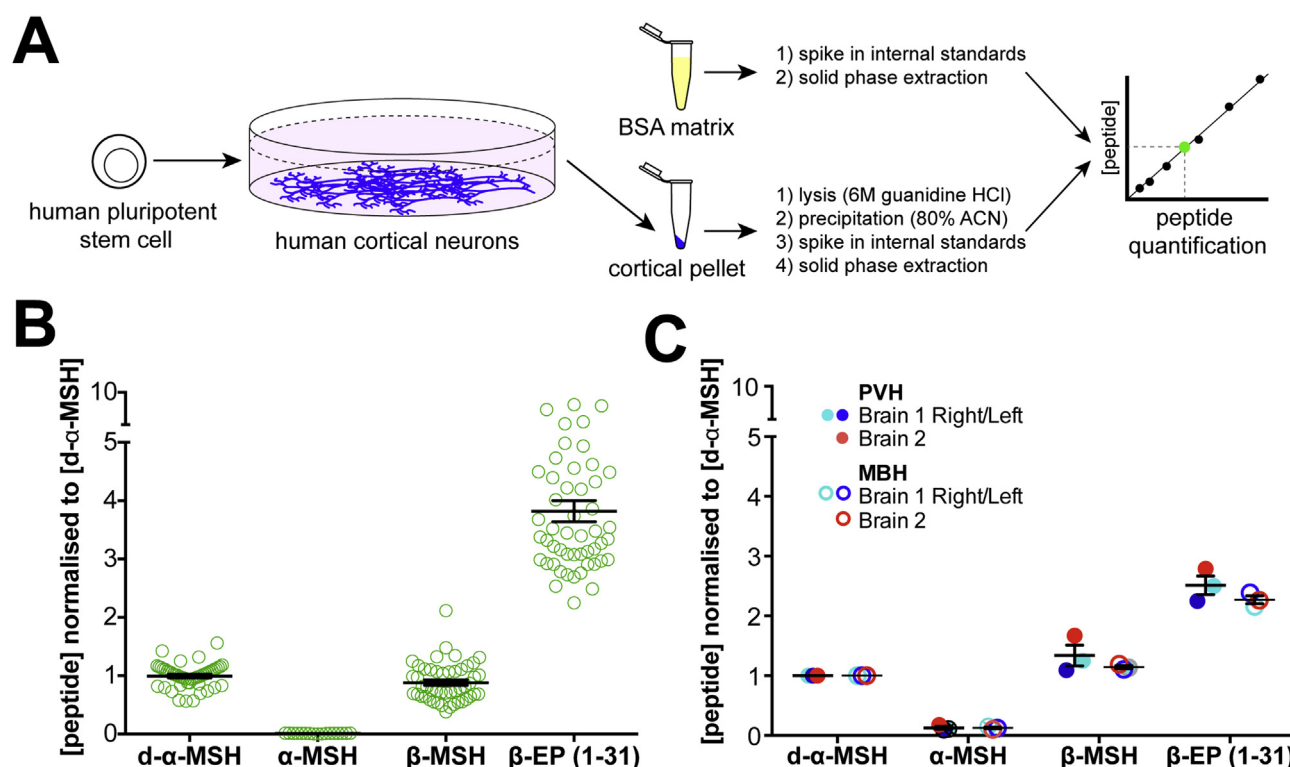 A
human pluripotent
stem cell
human cortical neurons
BSA matrix
1) spike in internal standards
2) solid phase extraction
cortical pellet
1) lysis (6M guanidine HCl)
2) precipitation (80% ACN)
3) spike in internal standards
4) solid phase extraction
[peptide]
peptide
quantification
B
[peptide] normalised to [d-α-MSH]
10
5
4
3
2
1
0
d-α-MSH
α-MSH
β-MSH
β-EP (1-31)
C
[peptide] normalised to [d-α-MSH]
10
5
4
3
2
1
0
PVH
Brain 1 Right/Left
Brain 2
MBH
Brain 1 Right/Left
Brain 2
d-α-MSH
α-MSH
β-MSH
β-EP (1-31)